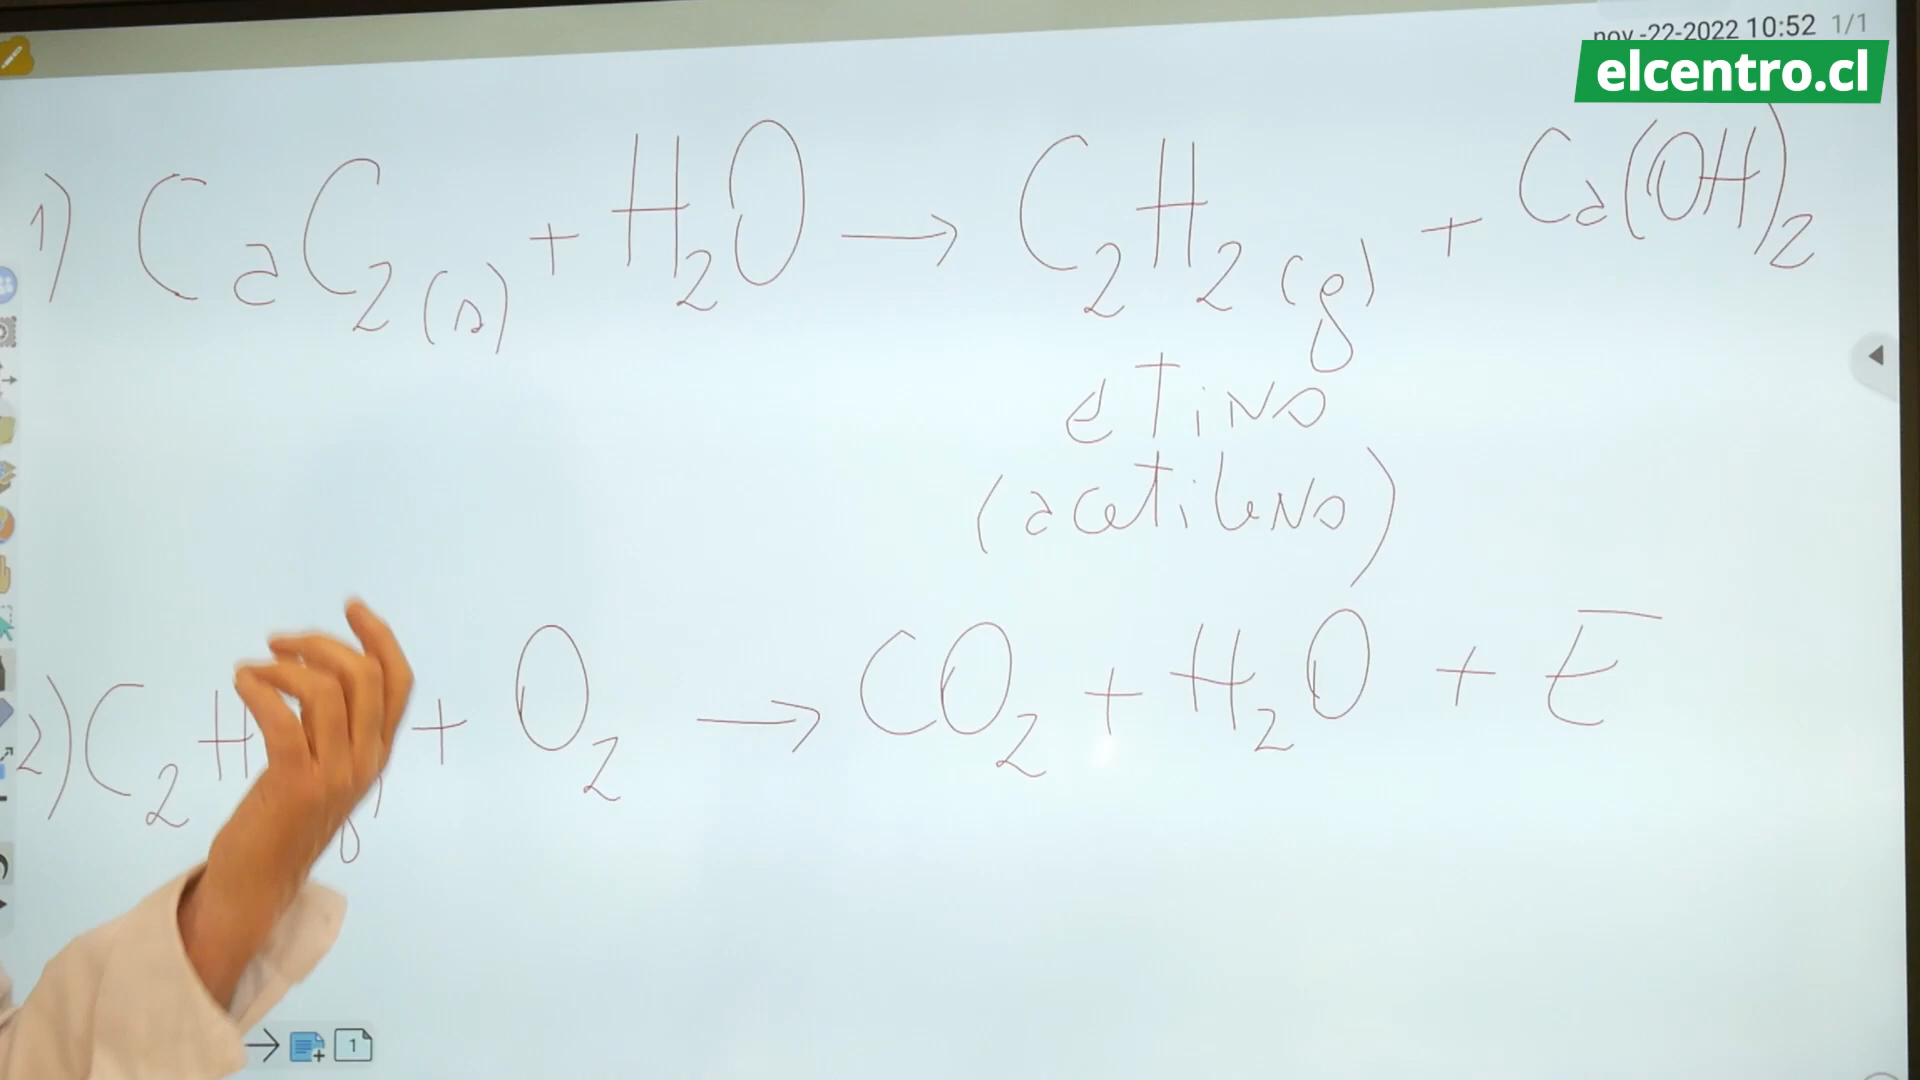 nov -22-2022 10:52 1/1
elcentro.cl
1) CaC2(s) + H2O → C2H2(g) + Ca(OH)2
etino
(acetileno)
2) C2H + O2 → CO2 + H2O + E
1